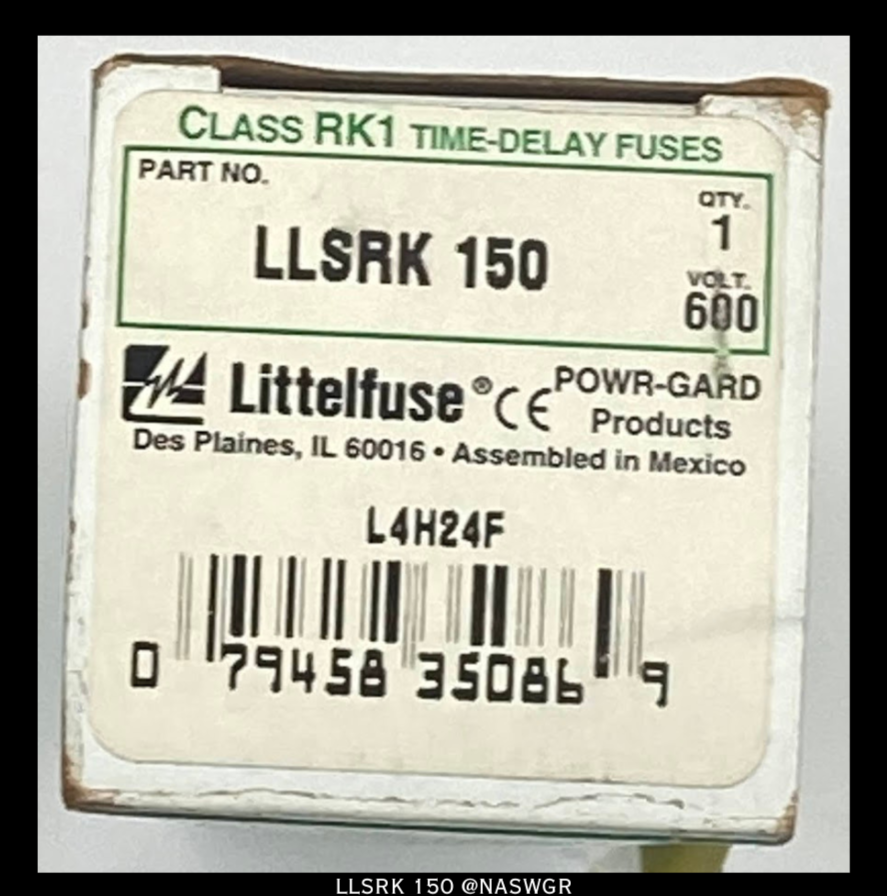 CLASS RK1 TIME-DELAY FUSES
PART NO.
QTY.
1
LLSRK 150
VOLT.
600
Littelfuse® CE POWR-GARD
Products
Des Plaines, IL 60016 • Assembled in Mexico
L4H24F
0 79458 35086 9
LLSRK 150 @NASWGR